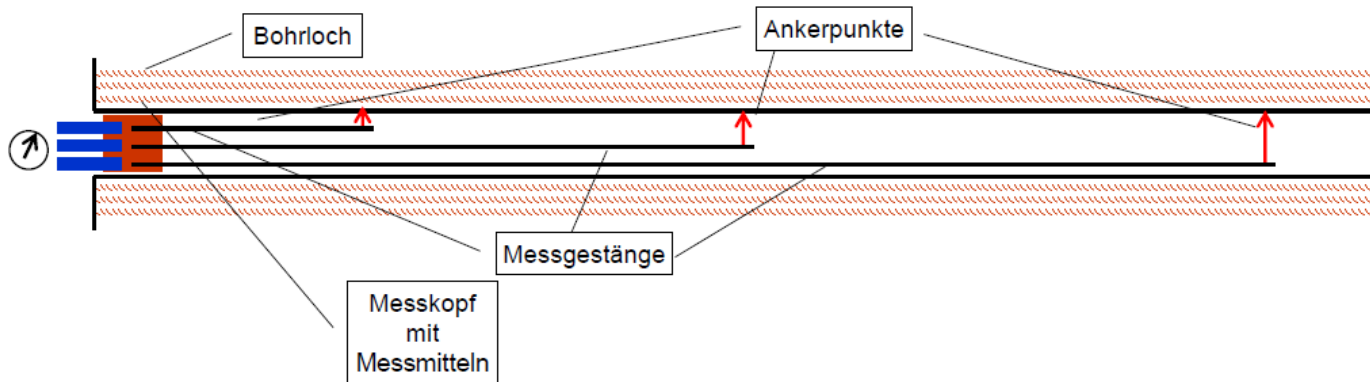 Bohrloch
Ankerpunkte
Messgestänge
Messkopf
mit
Messmitteln